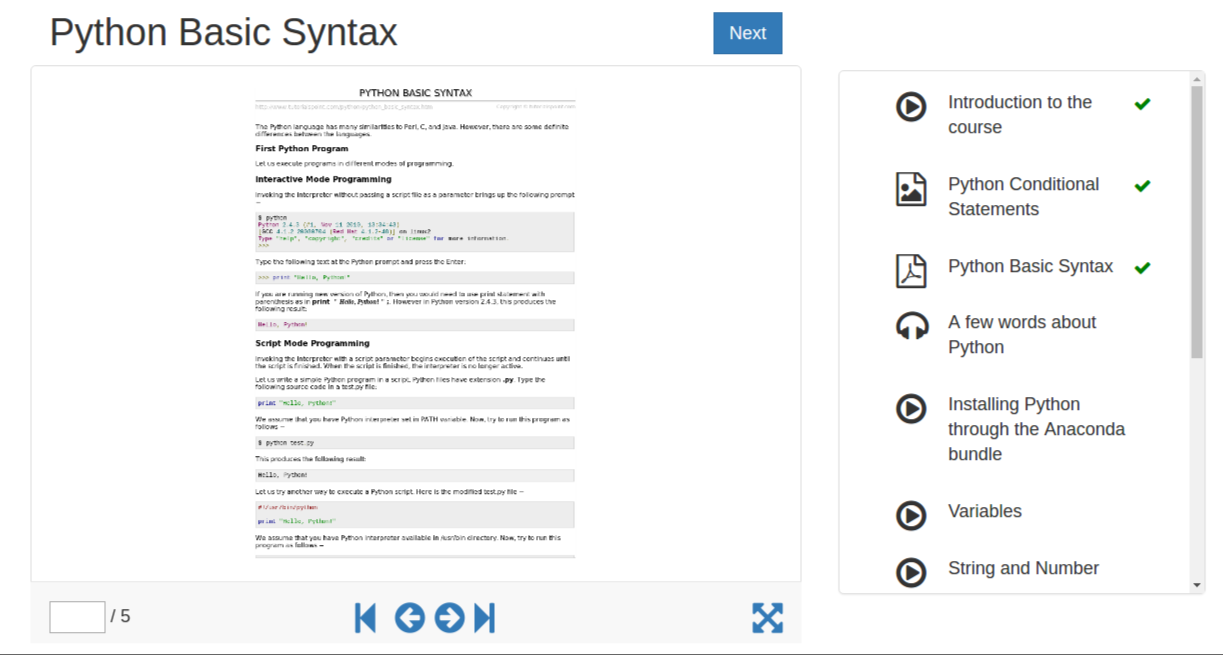 Python Basic Syntax
Next
PYTHON BASIC SYNTAX
http://www.tutorialspoint.com/python/python_basic_syntax.htm
Copyright © tutorialspoint.com
The Python language has many similarities to Perl, C, and Java. However, there are some definite
differences between the languages.
First Python Program
Let us execute programs in different modes of programming.
Interactive Mode Programming
Invoking the interpreter without passing a script file as a parameter brings up the following prompt
–
$ python
Python 2.4.3 (#1, Nov 11 2010, 13:34:43)
[GCC 4.1.2 20080704 (Red Hat 4.1.2-48)] on linux2
Type "help", "copyright", "credits" or "license" for more information.
>>>
Type the following text at the Python prompt and press the Enter:
>>> print "Hello, Python!"
If you are running new version of Python, then you would need to use print statement with
parenthesis as in print " Hello, Python! " ;. However in Python version 2.4.3, this produces the
following result:
Hello, Python!
Script Mode Programming
Invoking the interpreter with a script parameter begins execution of the script and continues until
the script is finished. When the script is finished, the interpreter is no longer active.
Let us write a simple Python program in a script. Python files have extension .py. Type the
following source code in a test.py file:
print "Hello, Python!"
We assume that you have Python interpreter set in PATH variable. Now, try to run this program as
follows –
$ python test.py
This produces the following result:
Hello, Python!
Let us try another way to execute a Python script. Here is the modified test.py file –
#!/usr/bin/python
print "Hello, Python!"
We assume that you have Python interpreter available in /usr/bin directory. Now, try to run this
program as follows –
/ 5
Introduction to the
course
Python Conditional
Statements
Python Basic Syntax
A few words about
Python
Installing Python
through the Anaconda
bundle
Variables
String and Number